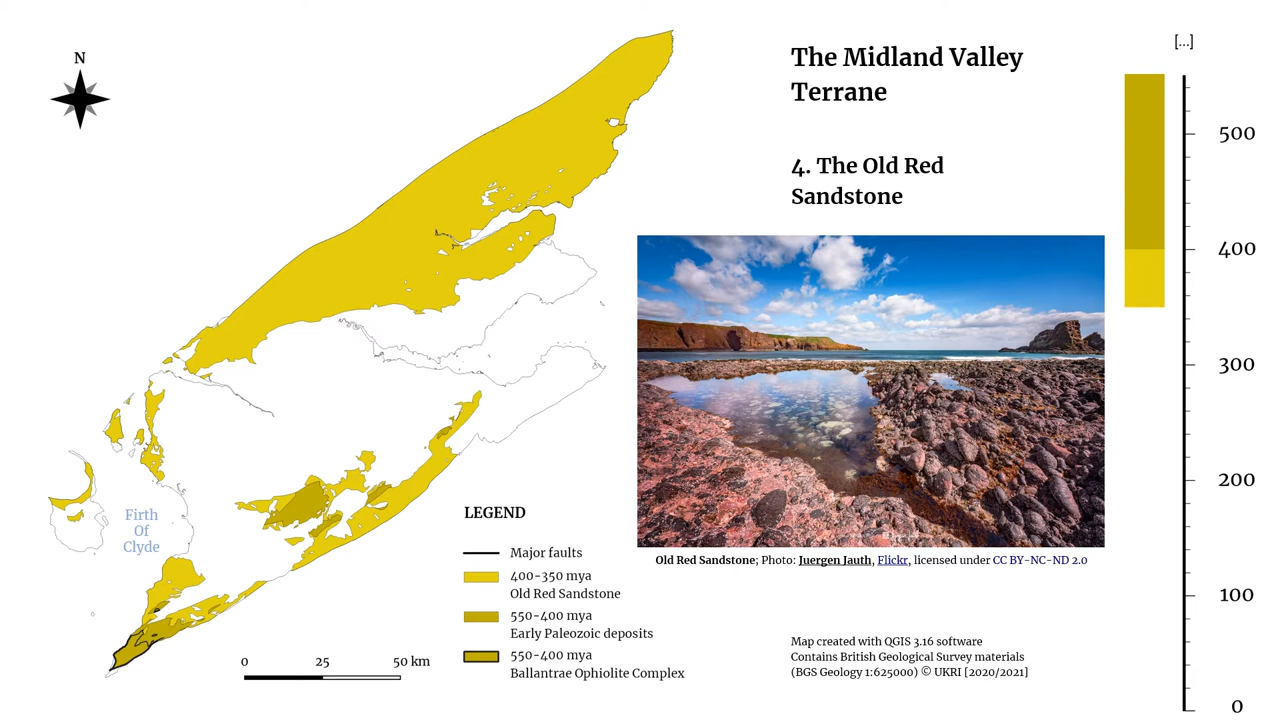 N
The Midland Valley
Terrane
4. The Old Red
Sandstone
[...]
500
400
300
200
100
0
Firth
Of
Clyde
LEGEND
Major faults
400-350 mya
Old Red Sandstone
550-400 mya
Early Paleozoic deposits
550-400 mya
Ballantrae Ophiolite Complex
0 25 50 km
Old Red Sandstone; Photo: Juergen Jauth, Flickr, licensed under CC BY-NC-ND 2.0
Map created with QGIS 3.16 software
Contains British Geological Survey materials
(BGS Geology 1:625000) © UKRI [2020/2021]